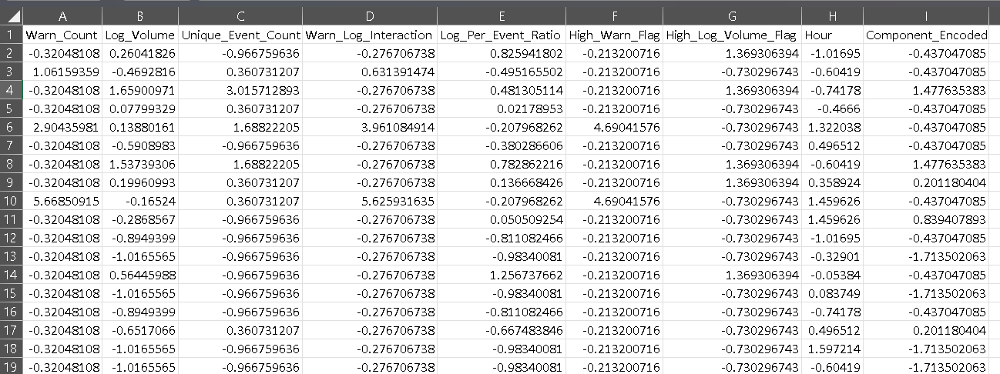 A B C D E F G H I
1 Warn_Count Log_Volume Unique_Event_Count Warn_Log_Interaction Log_Per_Event_Ratio High_Warn_Flag High_Log_Volume_Flag Hour Component_Encoded
2 -0.32048108 0.26041826 -0.966759636 -0.276706738 0.825941802 -0.213200716 1.369306394 -1.01695 -0.437047085
3 1.06159359 -0.4692816 0.360731207 0.631391474 -0.495165502 -0.213200716 -0.730296743 -0.60419 -0.437047085
4 -0.32048108 1.65900971 3.015712893 -0.276706738 0.481305114 -0.213200716 1.369306394 -0.74178 1.477635383
5 -0.32048108 0.07799329 0.360731207 -0.276706738 0.02178953 -0.213200716 -0.730296743 -0.4666 -0.437047085
6 2.90435981 0.13880161 1.68822205 3.961084914 -0.207968262 4.69041576 -0.730296743 1.322038 -0.437047085
7 -0.32048108 -0.5908983 -0.966759636 -0.276706738 -0.380286606 -0.213200716 -0.730296743 0.496512 -0.437047085
8 -0.32048108 1.53739306 1.68822205 -0.276706738 0.782862216 -0.213200716 1.369306394 -0.60419 1.477635383
9 -0.32048108 0.19960993 0.360731207 -0.276706738 0.136668426 -0.213200716 1.369306394 0.358924 0.201180404
10 5.66850915 -0.16524 0.360731207 5.625931635 -0.207968262 4.69041576 -0.730296743 1.459626 -0.437047085
11 -0.32048108 -0.2868567 -0.966759636 -0.276706738 0.050509254 -0.213200716 -0.730296743 1.459626 0.839407893
12 -0.32048108 -0.8949399 -0.966759636 -0.276706738 -0.811082466 -0.213200716 -0.730296743 -1.01695 -0.437047085
13 -0.32048108 -1.0165565 -0.966759636 -0.276706738 -0.98340081 -0.213200716 -0.730296743 -0.32901 -1.713502063
14 -0.32048108 0.56445988 -0.966759636 -0.276706738 1.256737662 -0.213200716 1.369306394 -0.05384 -0.437047085
15 -0.32048108 -1.0165565 -0.966759636 -0.276706738 -0.98340081 -0.213200716 -0.730296743 0.083749 -1.713502063
16 -0.32048108 -0.8949399 -0.966759636 -0.276706738 -0.811082466 -0.213200716 -0.730296743 -0.74178 -0.437047085
17 -0.32048108 -0.6517066 0.360731207 -0.276706738 -0.667483846 -0.213200716 -0.730296743 0.496512 0.201180404
18 -0.32048108 -1.0165565 -0.966759636 -0.276706738 -0.98340081 -0.213200716 -0.730296743 1.597214 -1.713502063
19 -0.32048108 -1.0165565 -0.966759636 -0.276706738 -0.98340081 -0.213200716 -0.730296743 -0.60419 -1.713502063